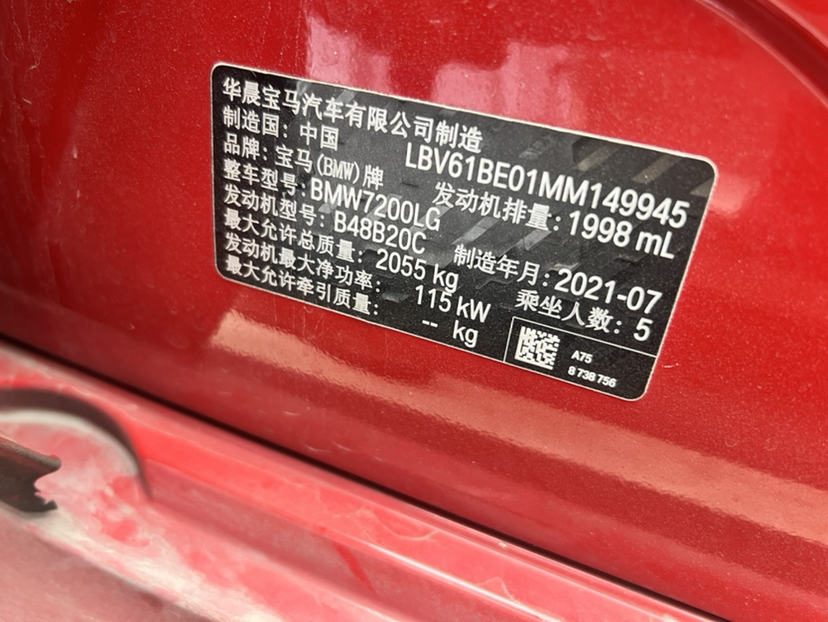 华晨宝马汽车有限公司制造
制造国：中国 LBV61BE01MM149945
品牌：宝马(BMW)牌
整车型号：BMW7200LG 发动机排量：1998 mL
发动机型号：B48B20C
最大允许总质量：2055 kg 制造年月：2021-07
发动机最大净功率：115 kW 乘坐人数：5
最大允许牵引质量：-- kg
A75
8 738 756